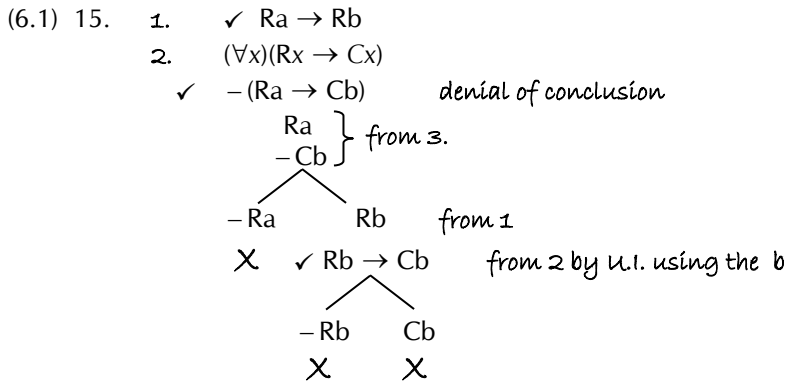 (6.1) 15. 1. ✓ Ra → Rb
2. (∀x)(Rx → Cx)
✓ – (Ra → Cb) denial of conclusion
Ra
– Cb } from 3.
– Ra Rb from 1
X ✓ Rb → Cb from 2 by U.I. using the b
– Rb Cb
X X